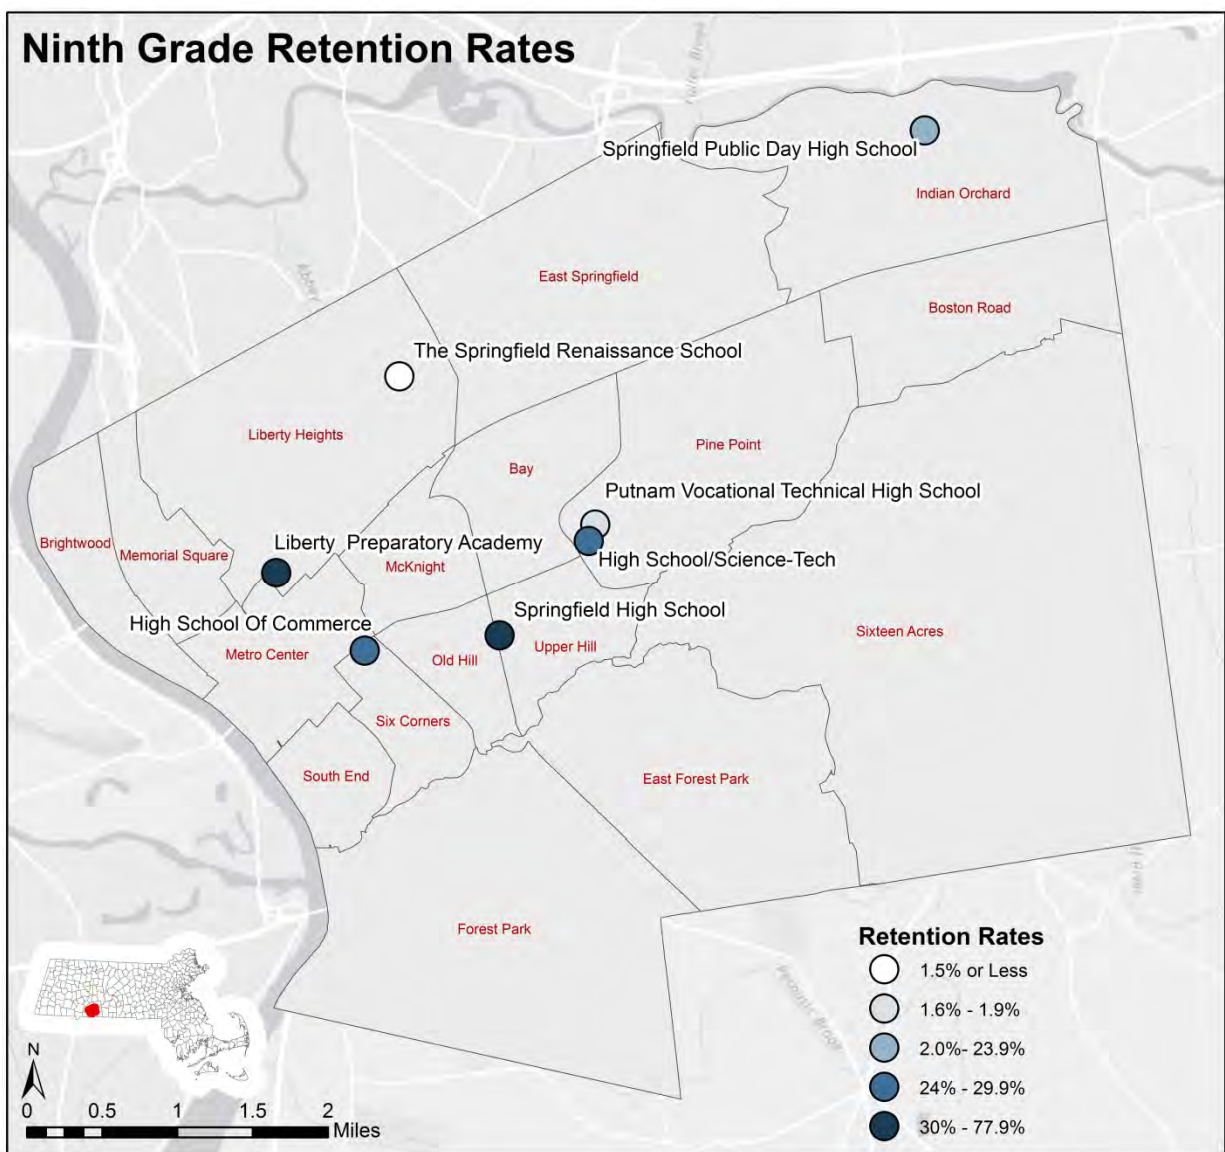 Ninth Grade Retention Rates
Springfield Public Day High School
Indian Orchard
East Springfield
Boston Road
The Springfield Renaissance School
Liberty Heights
Pine Point
Bay
Putnam Vocational Technical High School
Brightwood
Memorial Square
Liberty Preparatory Academy
McKnight
High School/Science-Tech
High School Of Commerce
Springfield High School
Metro Center
Old Hill
Upper Hill
Sixteen Acres
Six Corners
South End
East Forest Park
Forest Park
Retention Rates
1.5% or Less
1.6% - 1.9%
2.0%- 23.9%
24% - 29.9%
30% - 77.9%
N
0 0.5 1 1.5 2
Miles